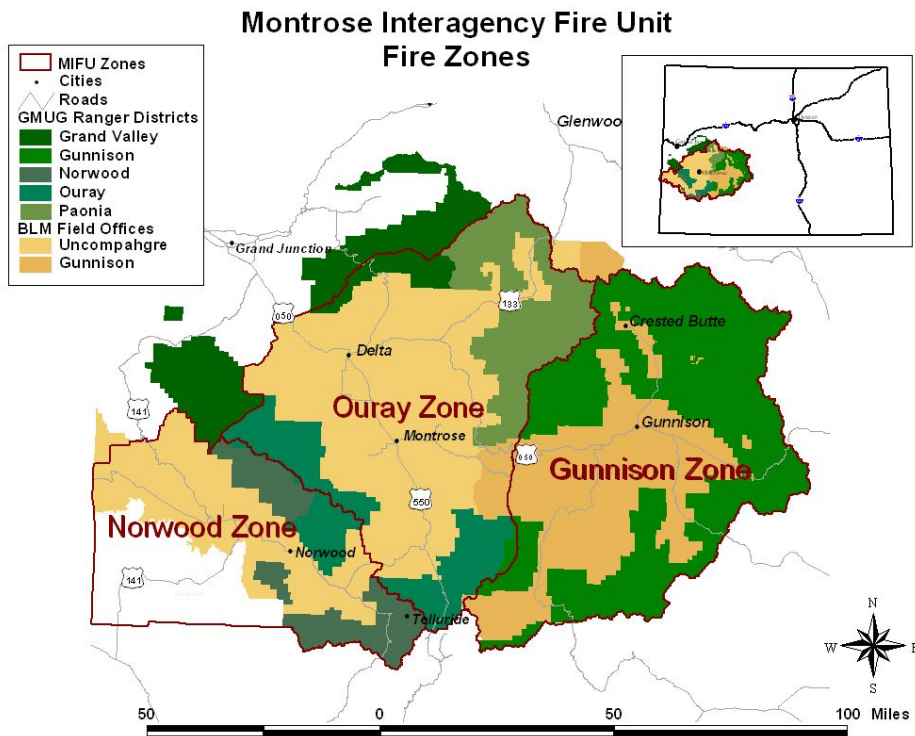 Montrose Interagency Fire Unit
Fire Zones
MIFU Zones
Cities
Roads
GMUG Ranger Districts
Grand Valley
Gunnison
Norwood
Ouray
Paonia
BLM Field Offices
Uncompahgre
Gunnison
Glenwoo
Grand Junction
133
050
Crested Butte
Delta
Ouray Zone
141
Montrose
Gunnison
050
Gunnison Zone
550
Norwood Zone
Norwood
141
Telluride
N
W
E
S
50
0
50
100 Miles